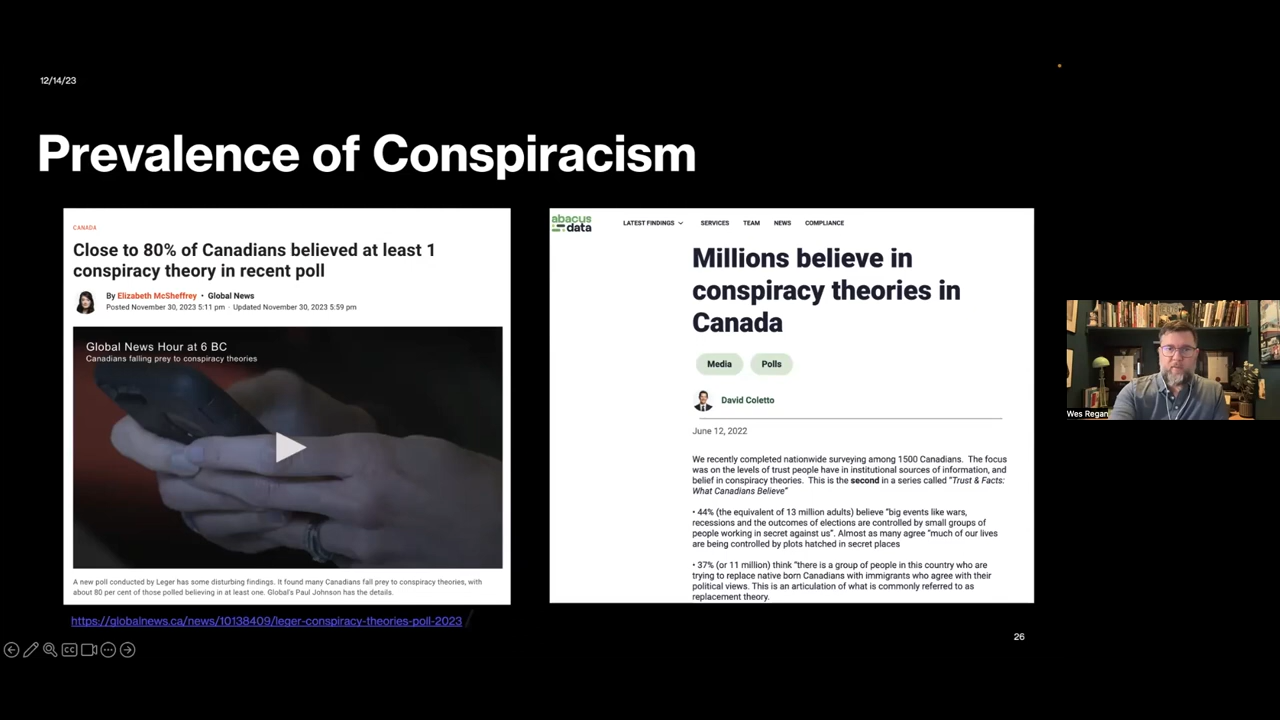 12/14/23
Prevalence of Conspiracism
CANADA
Close to 80% of Canadians believed at least 1
conspiracy theory in recent poll
By Elizabeth McSheffrey • Global News
Posted November 30, 2023 5:11 pm · Updated November 30, 2023 5:59 pm
Global News Hour at 6 BC
Canadians falling prey to conspiracy theories
A new poll conducted by Leger has some disturbing findings. It found many Canadians fall prey to conspiracy theories, with
about 80 per cent of those polled believing in at least one. Global's Paul Johnson has the details.
https://globalnews.ca/news/10138409/leger-conspiracy-theories-poll-2023
abacus
data
LATEST FINDINGS SERVICES TEAM NEWS COMPLIANCE
Millions believe in
conspiracy theories in
Canada
Media Polls
David Coletto
June 12, 2022
We recently completed nationwide surveying among 1500 Canadians. The focus
was on the levels of trust people have in institutional sources of information, and
belief in conspiracy theories. This is the second in a series called “Trust & Facts:
What Canadians Believe”
• 44% (the equivalent of 13 million adults) believe “big events like wars,
recessions and the outcomes of elections are controlled by small groups of
people working in secret against us”. Almost as many agree “much of our lives
are being controlled by plots hatched in secret places
• 37% (or 11 million) think “there is a group of people in this country who are
trying to replace native born Canadians with immigrants who agree with their
political views. This is an articulation of what is commonly referred to as
replacement theory.
26
CC
Wes Regan